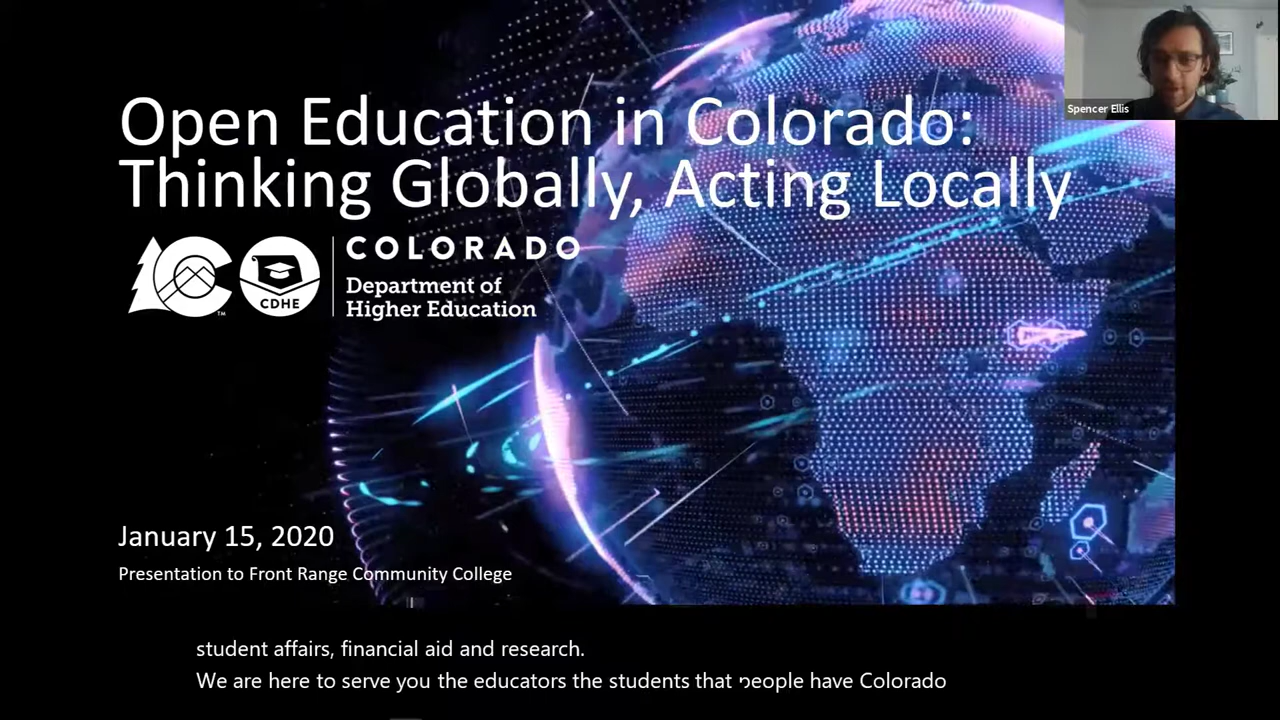 Spencer Ellis
Open Education in Colorado:
Thinking Globally, Acting Locally
CDHE
COLORADO
Department of
Higher Education
TM
January 15, 2020
Presentation to Front Range Community College
student affairs, financial aid and research.
We are here to serve you the educators the students that people have Colorado